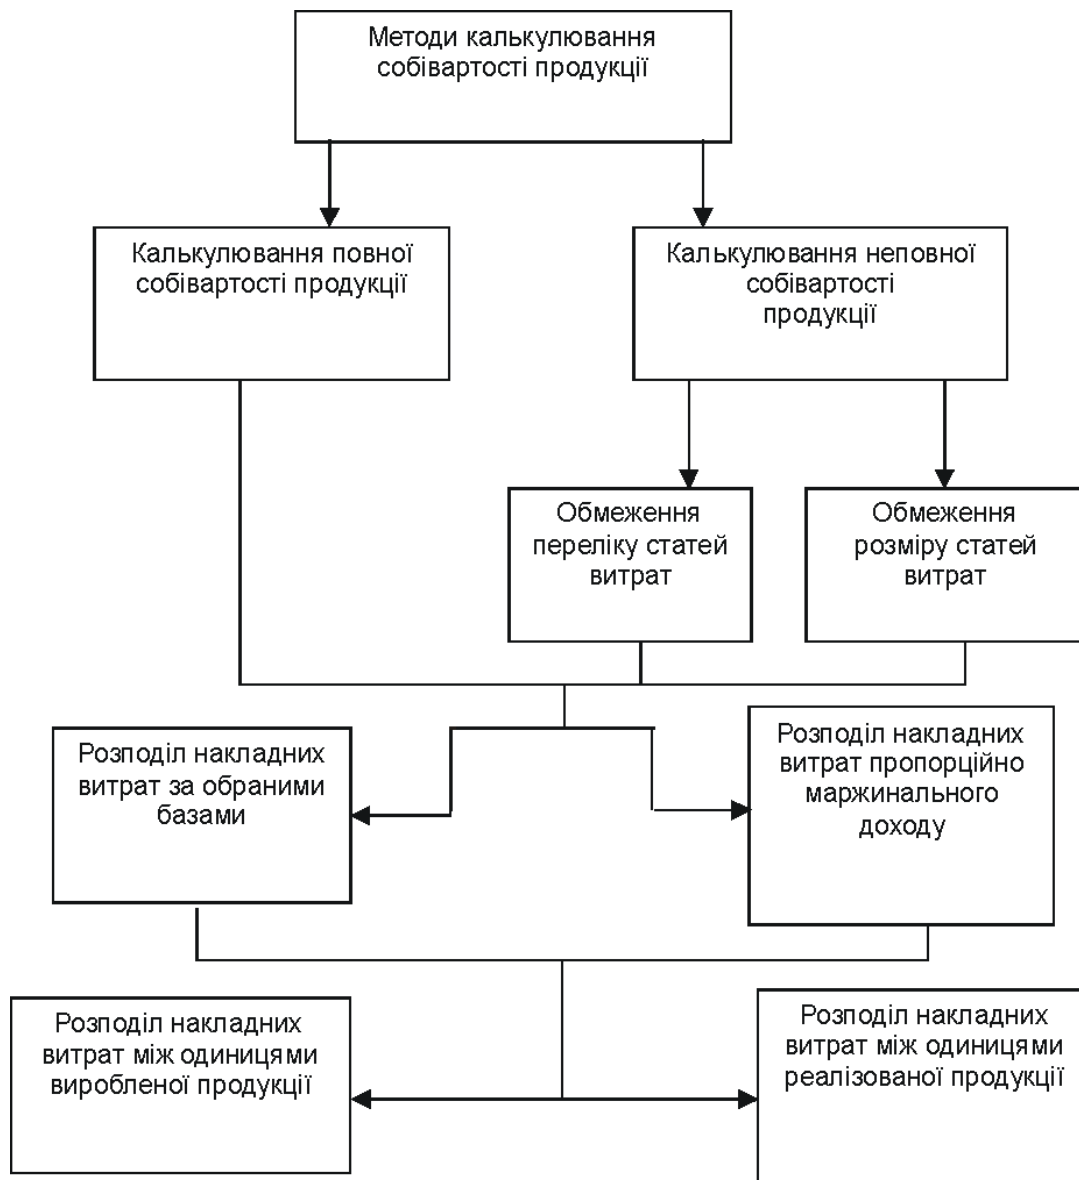 Методи калькулювання
собівартості продукції
Калькулювання повної
собівартості продукції
Калькулювання неповної
собівартості
продукції
Обмеження
переліку статей
витрат
Обмеження
розміру статей
витрат
Розподіл накладних
витрат за обраними
базами
Розподіл накладних
витрат пропорційно
маржинального
доходу
Розподіл накладних
витрат між одиницями
виробленої продукції
Розподіл накладних
витрат між одиницями
реалізованої продукції